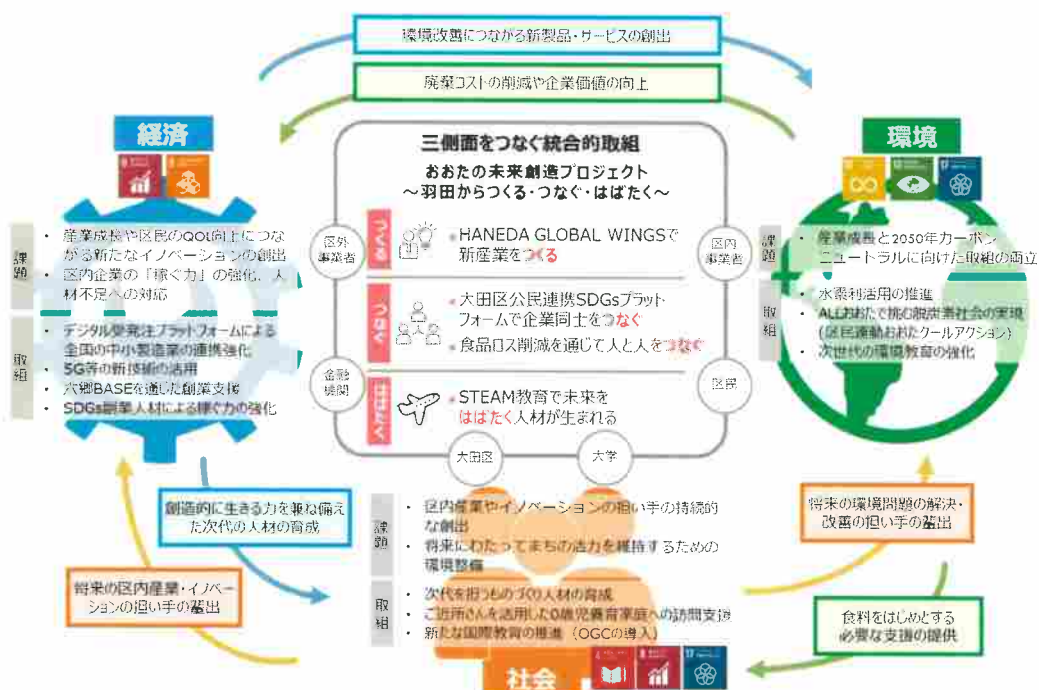 環境改善につながる新製品・サービスの創出
廃棄コストの削減や企業価値の向上
経済
環境
三側面をつなぐ統合的取組
おおたの未来創造プロジェクト
～羽田からつくる・つなぐ・はばたく～
つくる
HANEDA GLOBAL WINGSで
新産業をつくる
つなぐ
大田区公民連携SDGsプラット
フォームで企業同士をつなぐ
食品ロス削減を通じて人と人をつなぐ
はばたく
STEAM教育で未来を
はばたく人材が生まれる
区外
事業者
区内
事業者
金融
機関
区民
大田区
大学
課題
・産業成長や区民のQOL向上につな
がる新たなイノベーションの創出
・区内企業の「稼ぐ力」の強化、人
材不足への対応
取組
・デジタル受発注プラットフォームによる
全国の中小製造業の連携強化
・5G等の新技術の活用
・六郷BASEを通じた創業支援
・SDGs副業人材による稼ぐ力の強化
課題
・産業成長と2050年カーボン
ニュートラルに向けた取組の両立
取組
・水素利活用の推進
・ALLおおたで挑む脱炭素社会の実現
(区民運動おおたクールアクション)
・次世代の環境教育の強化
創造的に生きる力を兼ね備え
た次代の人材の育成
将来の区内産業・イノベー
ションの担い手の輩出
課題
・区内産業やイノベーションの担い手の持続的
な創出
・将来にわたってまちの活力を維持するための
環境整備
取組
・次代を担うものづくり人材の育成
・ご近所さんを活用した0歳児養育家庭への訪問支援
・新たな国際教育の推進（OGCの導入）
社会
将来の環境問題の解決・
改善の担い手の輩出
食料をはじめとする
必要な支援の提供